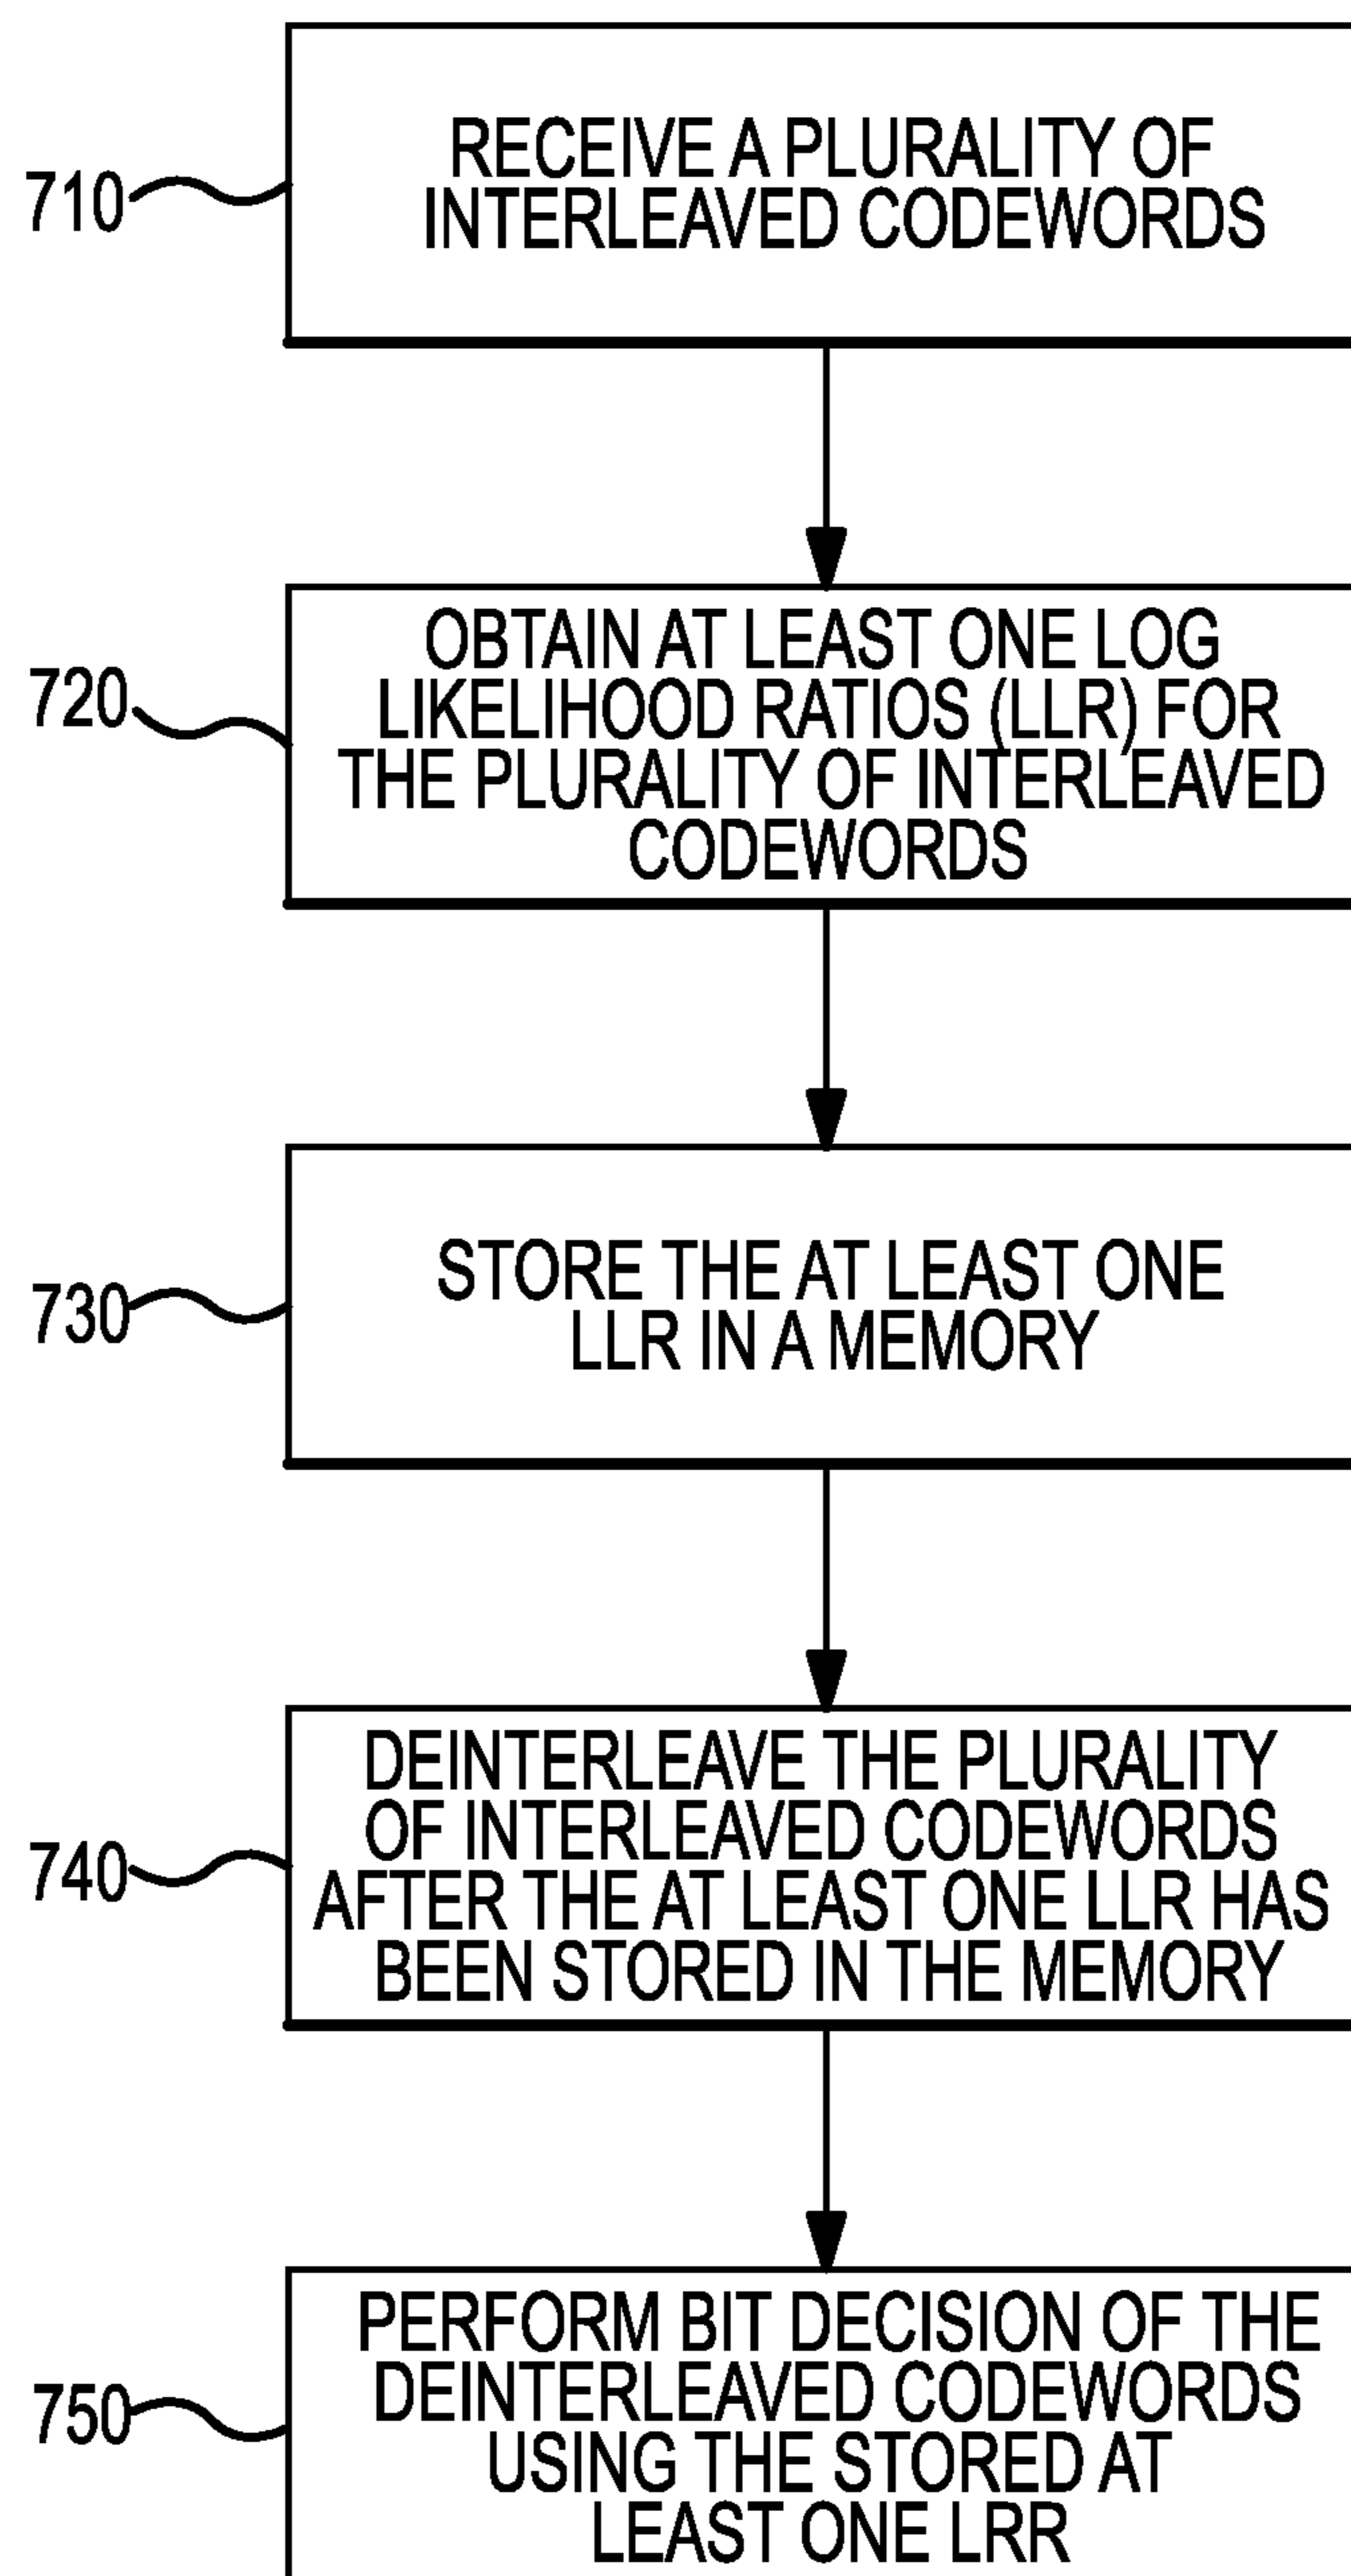 RECEIVE A PLURALITY OF
INTERLEAVED CODEWORDS
710
OBTAIN AT LEAST ONE LOG
LIKELIHOOD RATIOS (LLR) FOR
THE PLURALITY OF INTERLEAVED
CODEWORDS
720
STORE THE AT LEAST ONE
LLR IN A MEMORY
730
DEINTERLEAVE THE PLURALITY
OF INTERLEAVED CODEWORDS
AFTER THE AT LEAST ONE LLR HAS
BEEN STORED IN THE MEMORY
740
PERFORM BIT DECISION OF THE
DEINTERLEAVED CODEWORDS
USING THE STORED AT
LEAST ONE LRR
750